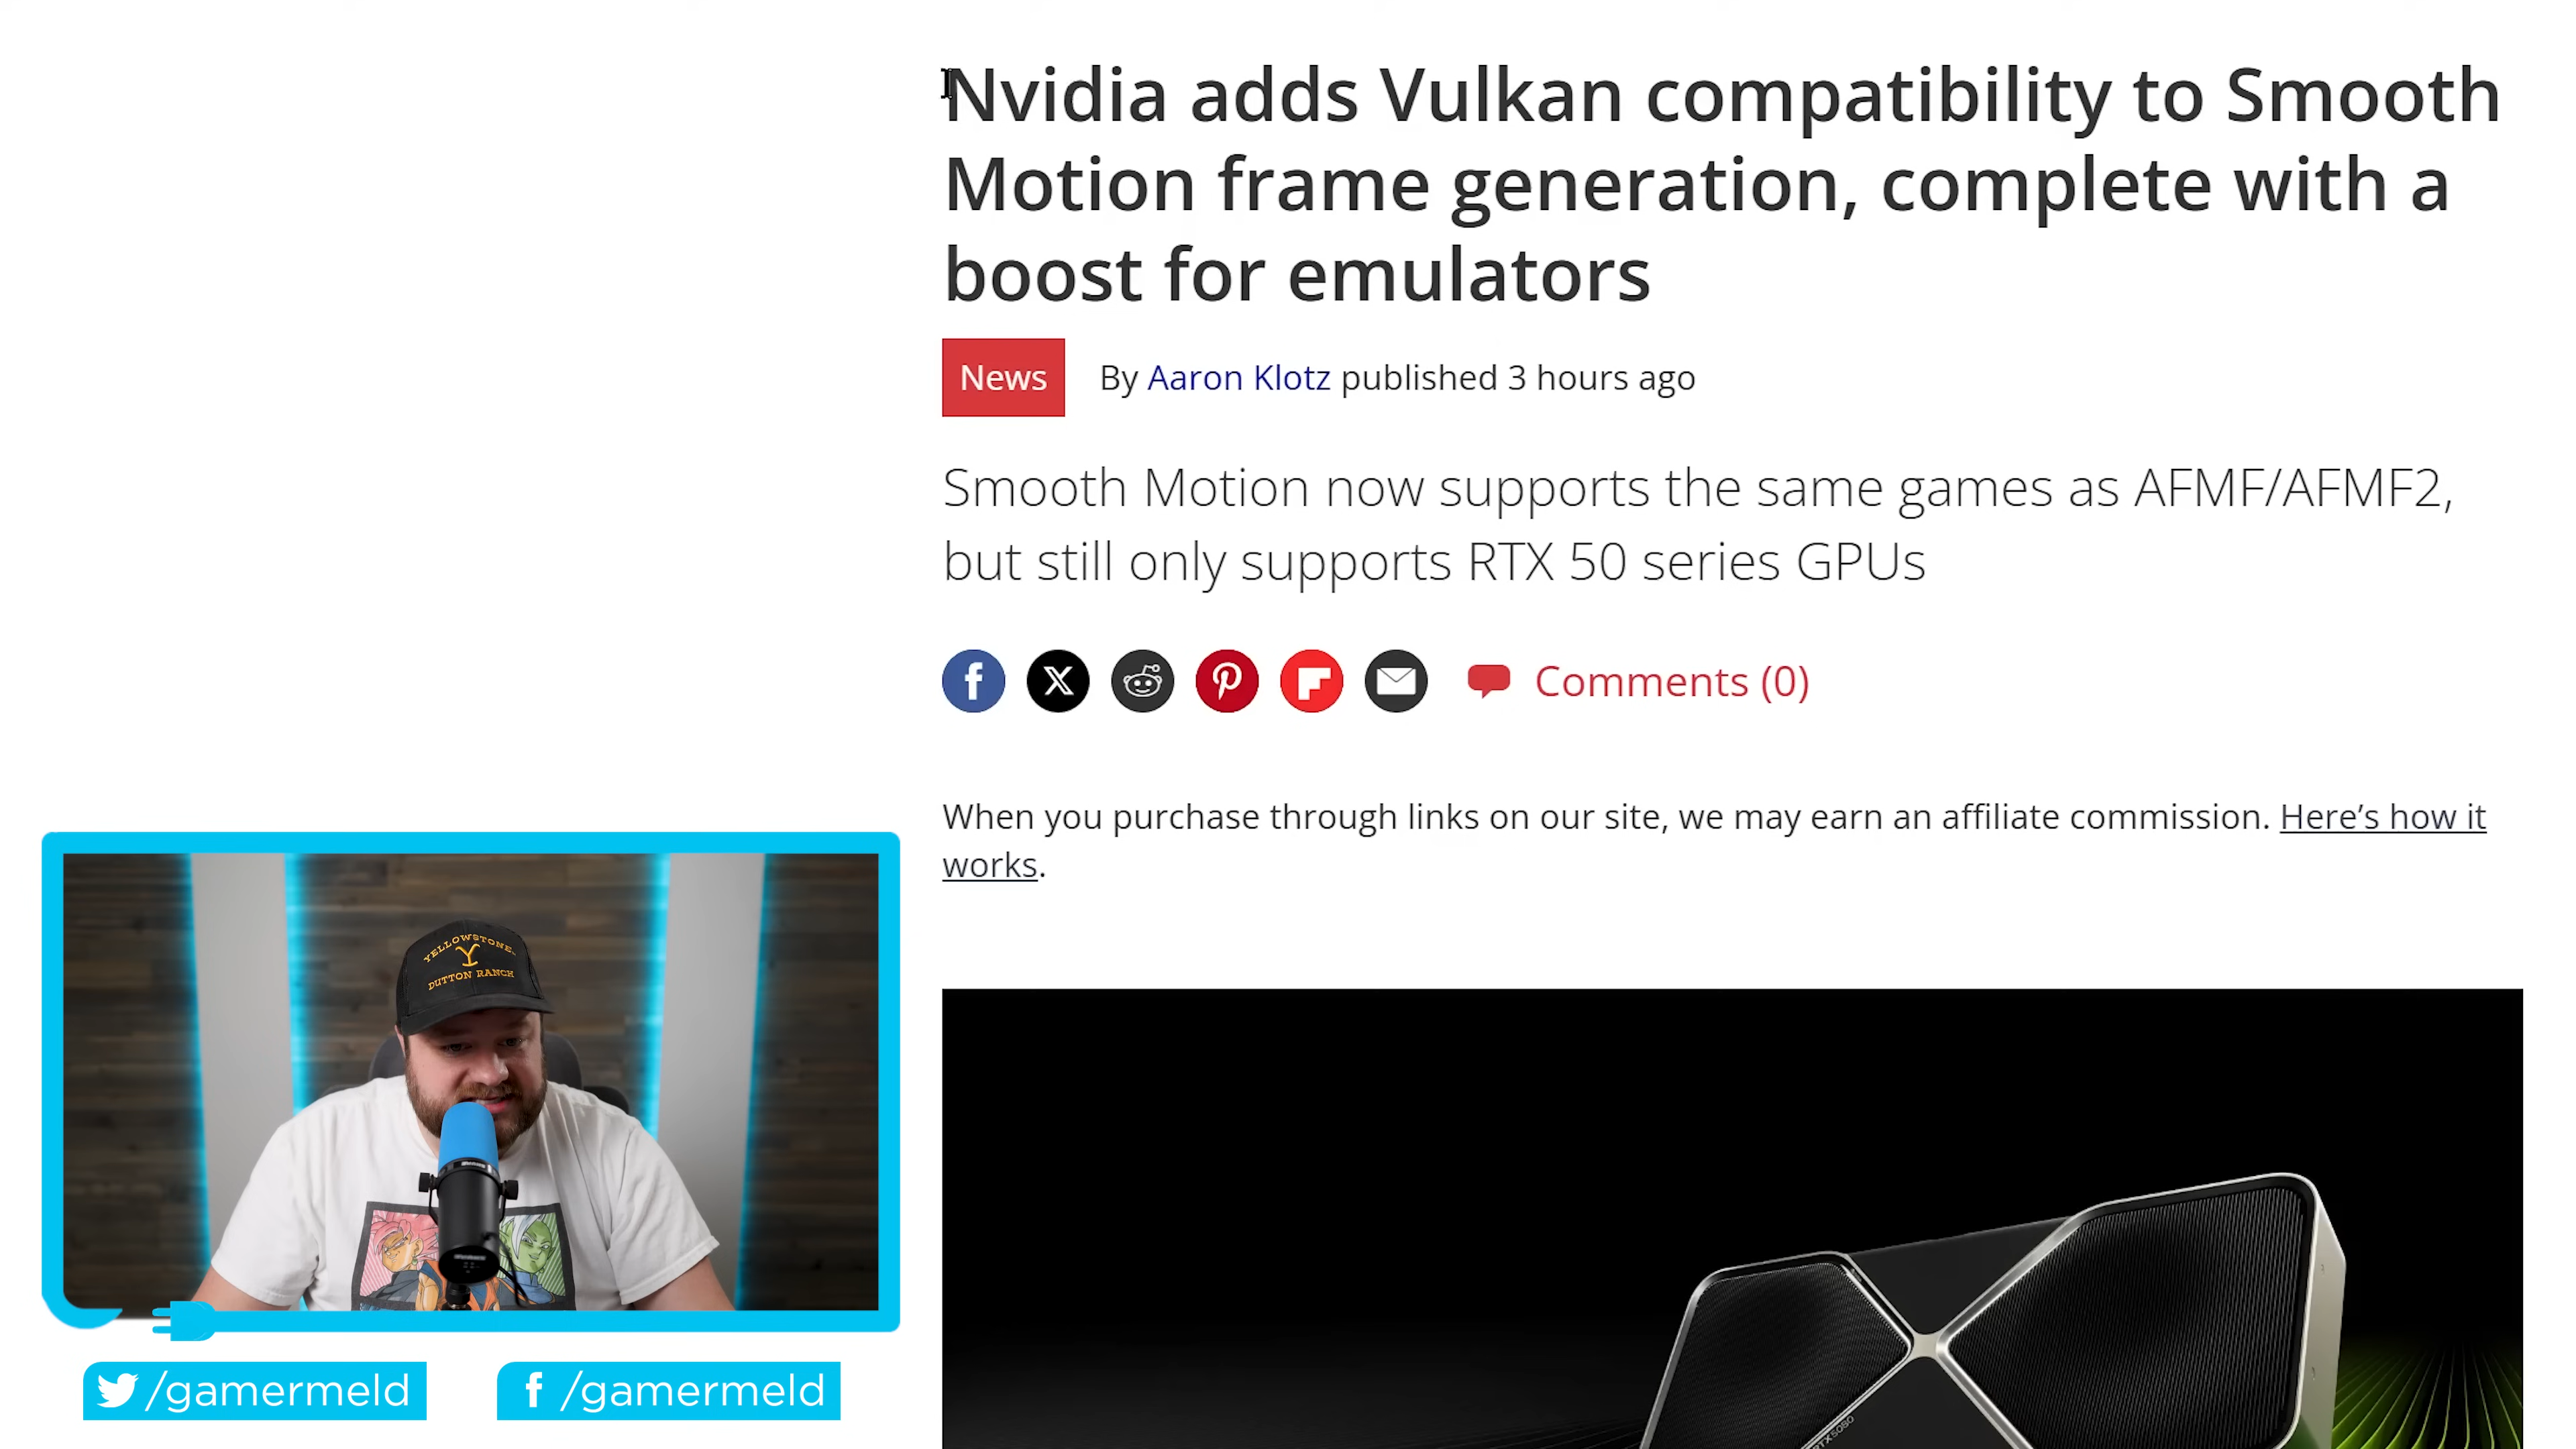 Nvidia adds Vulkan compatibility to Smooth
Motion frame generation, complete with a
boost for emulators
News
By Aaron Klotz published 3 hours ago
Smooth Motion now supports the same games as AFMF/AFMF2,
but still only supports RTX 50 series GPUs
Comments (0)
When you purchase through links on our site, we may earn an affiliate commission. Here’s how it
works.
YELLOWSTONE
Y
DUTTON RANCH
/gamermeld
/gamermeld